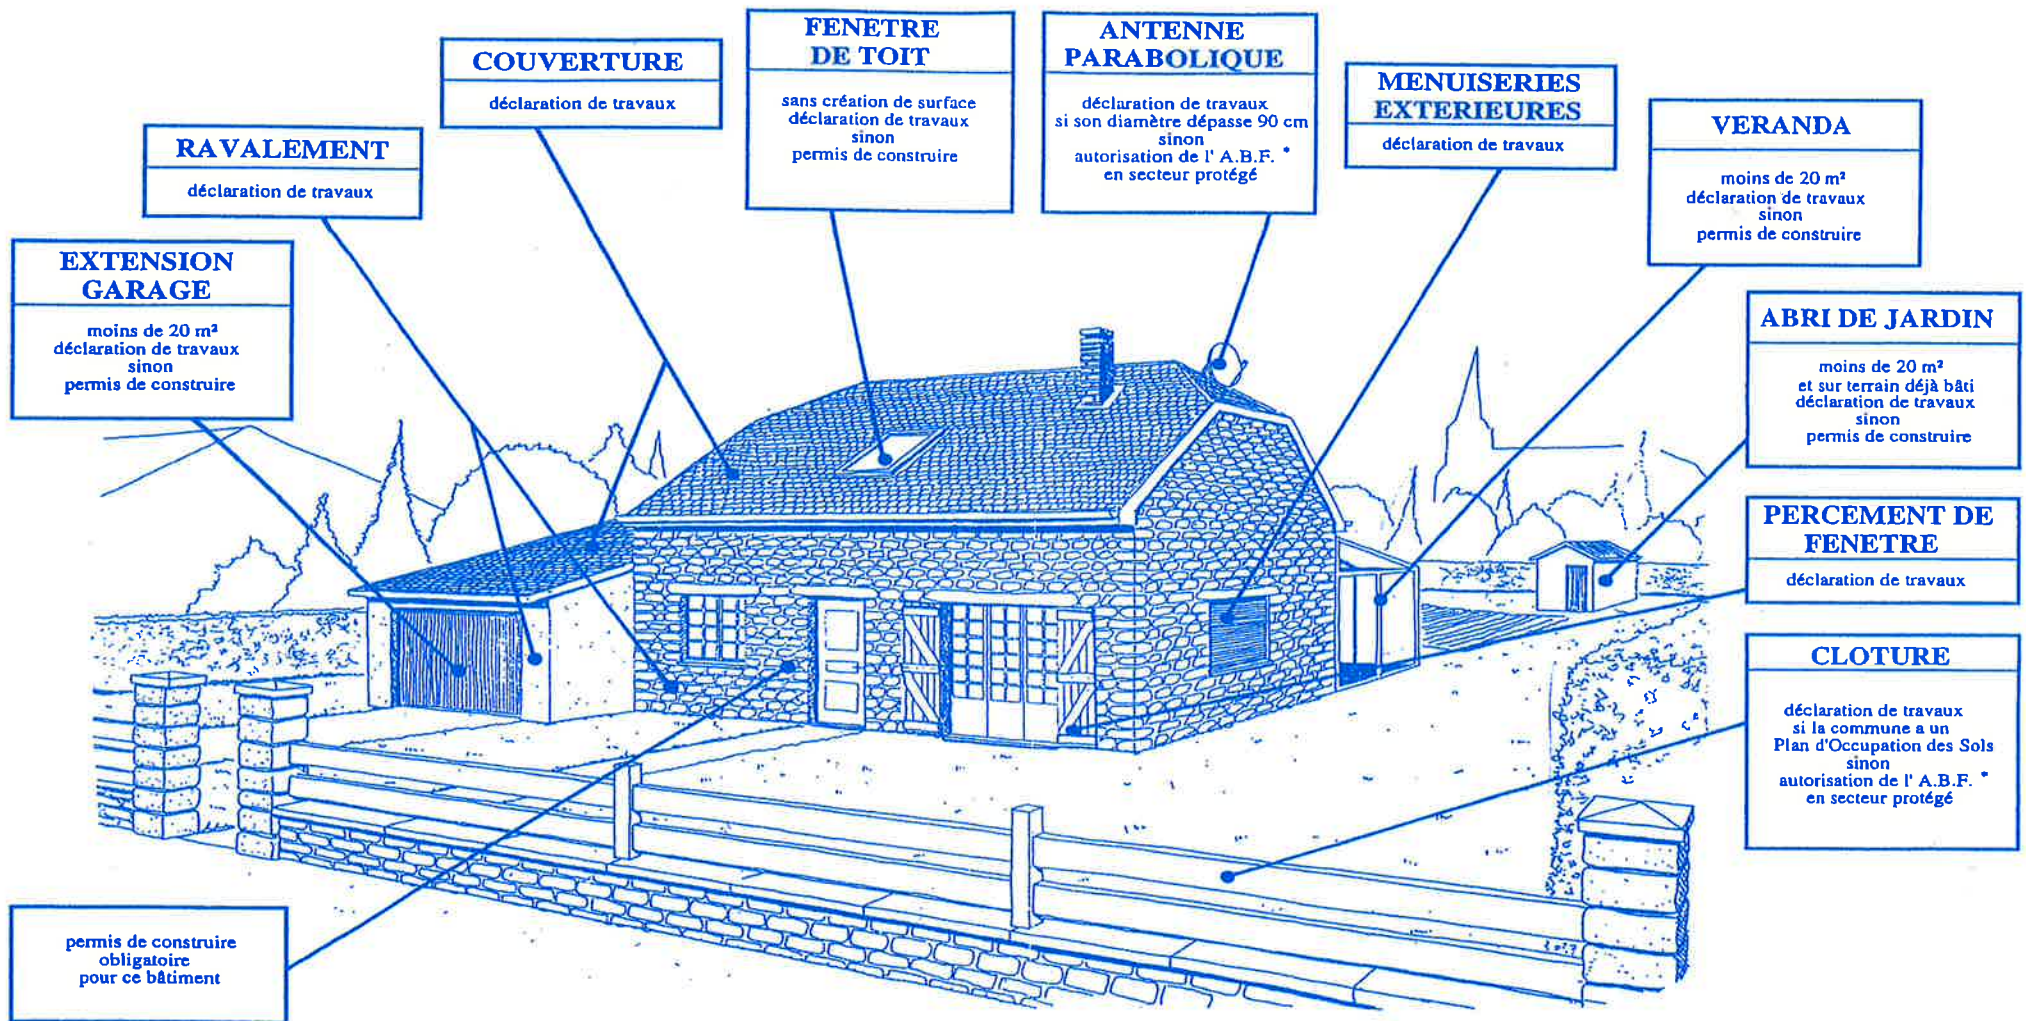 FENETRE
DE TOIT
sans création de surface
déclaration de travaux
sinon
permis de construire
ANTENNE
PARABOLIQUE
déclaration de travaux
si son diamètre dépasse 90 cm
sinon
autorisation de l' A.B.F. *
en secteur protégé
COUVERTURE
déclaration de travaux
MENUISERIES
EXTERIEURES
déclaration de travaux
VERANDA
moins de 20 m²
déclaration de travaux
sinon
permis de construire
RAVALEMENT
déclaration de travaux
EXTENSION
GARAGE
moins de 20 m²
déclaration de travaux
sinon
permis de construire
ABRI DE JARDIN
moins de 20 m²
et sur terrain déjà bâti
déclaration de travaux
sinon
permis de construire
PERCEMENT DE
FENETRE
déclaration de travaux
CLOTURE
déclaration de travaux
si la commune a un
Plan d'Occupation des Sols
sinon
autorisation de l' A.B.F. *
en secteur protégé
permis de construire
obligatoire
pour ce bâtiment